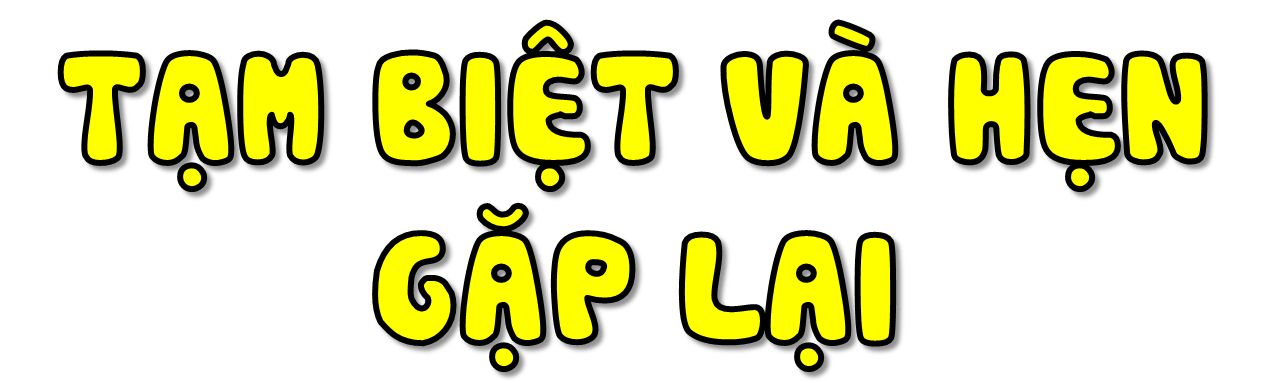 TẠM BIỆT VÀ HẸN
GẶP LẠI